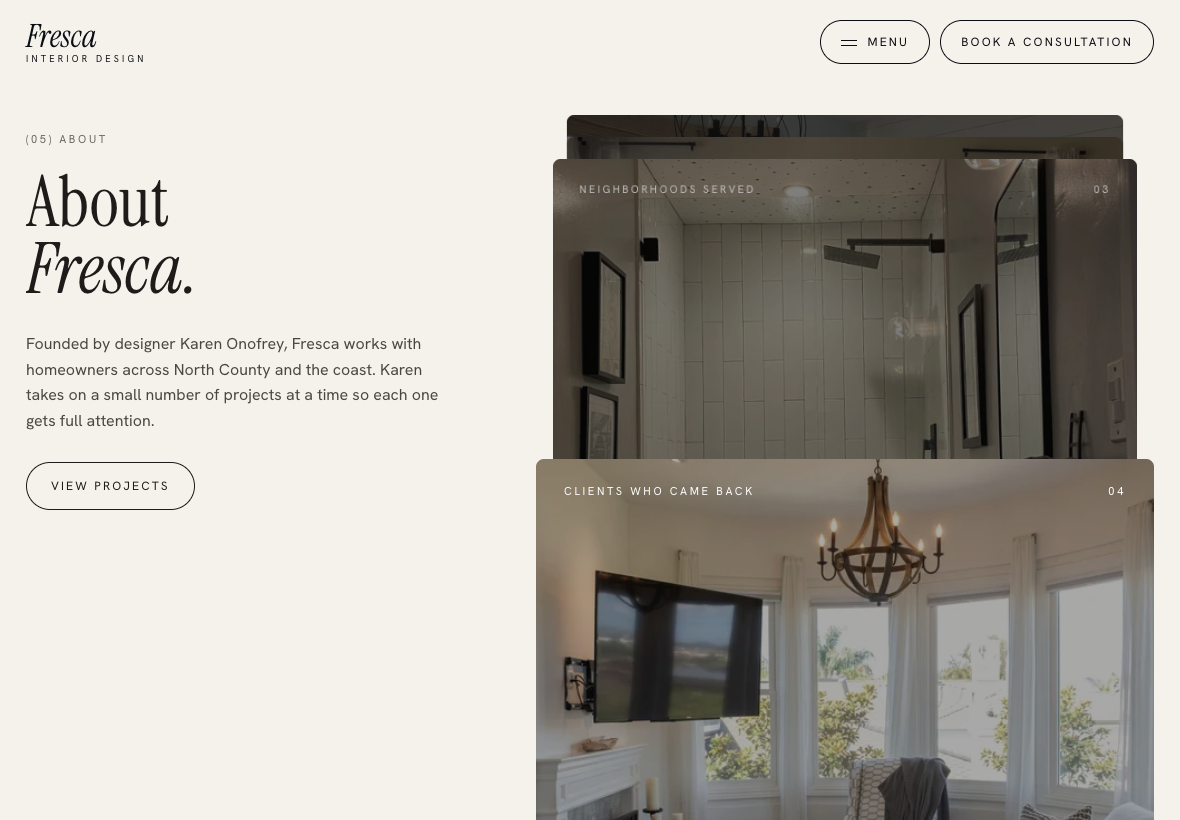 Fresca
INTERIOR DESIGN
MENU
BOOK A CONSULTATION
(05) ABOUT
About
Fresca.
Founded by designer Karen Onofrey, Fresca works with
homeowners across North County and the coast. Karen
takes on a small number of projects at a time so each one
gets full attention.
VIEW PROJECTS
NEIGHBORHOODS SERVED
03
CLIENTS WHO CAME BACK
04